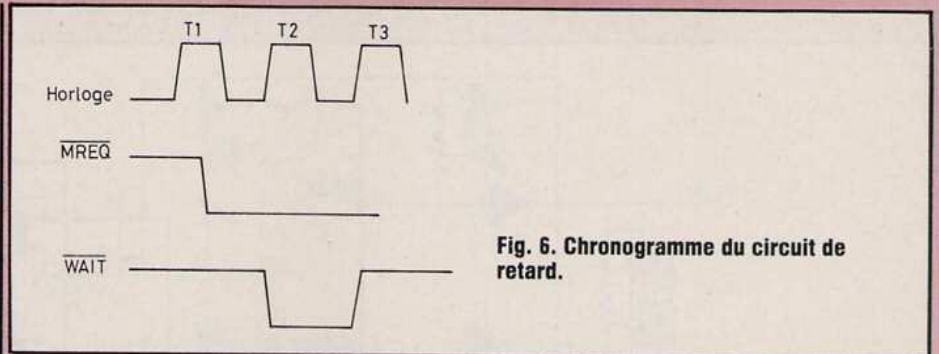 T1 T2 T3
Horloge
MREQ
WAIT
Fig. 6. Chronogramme du circuit de
retard.